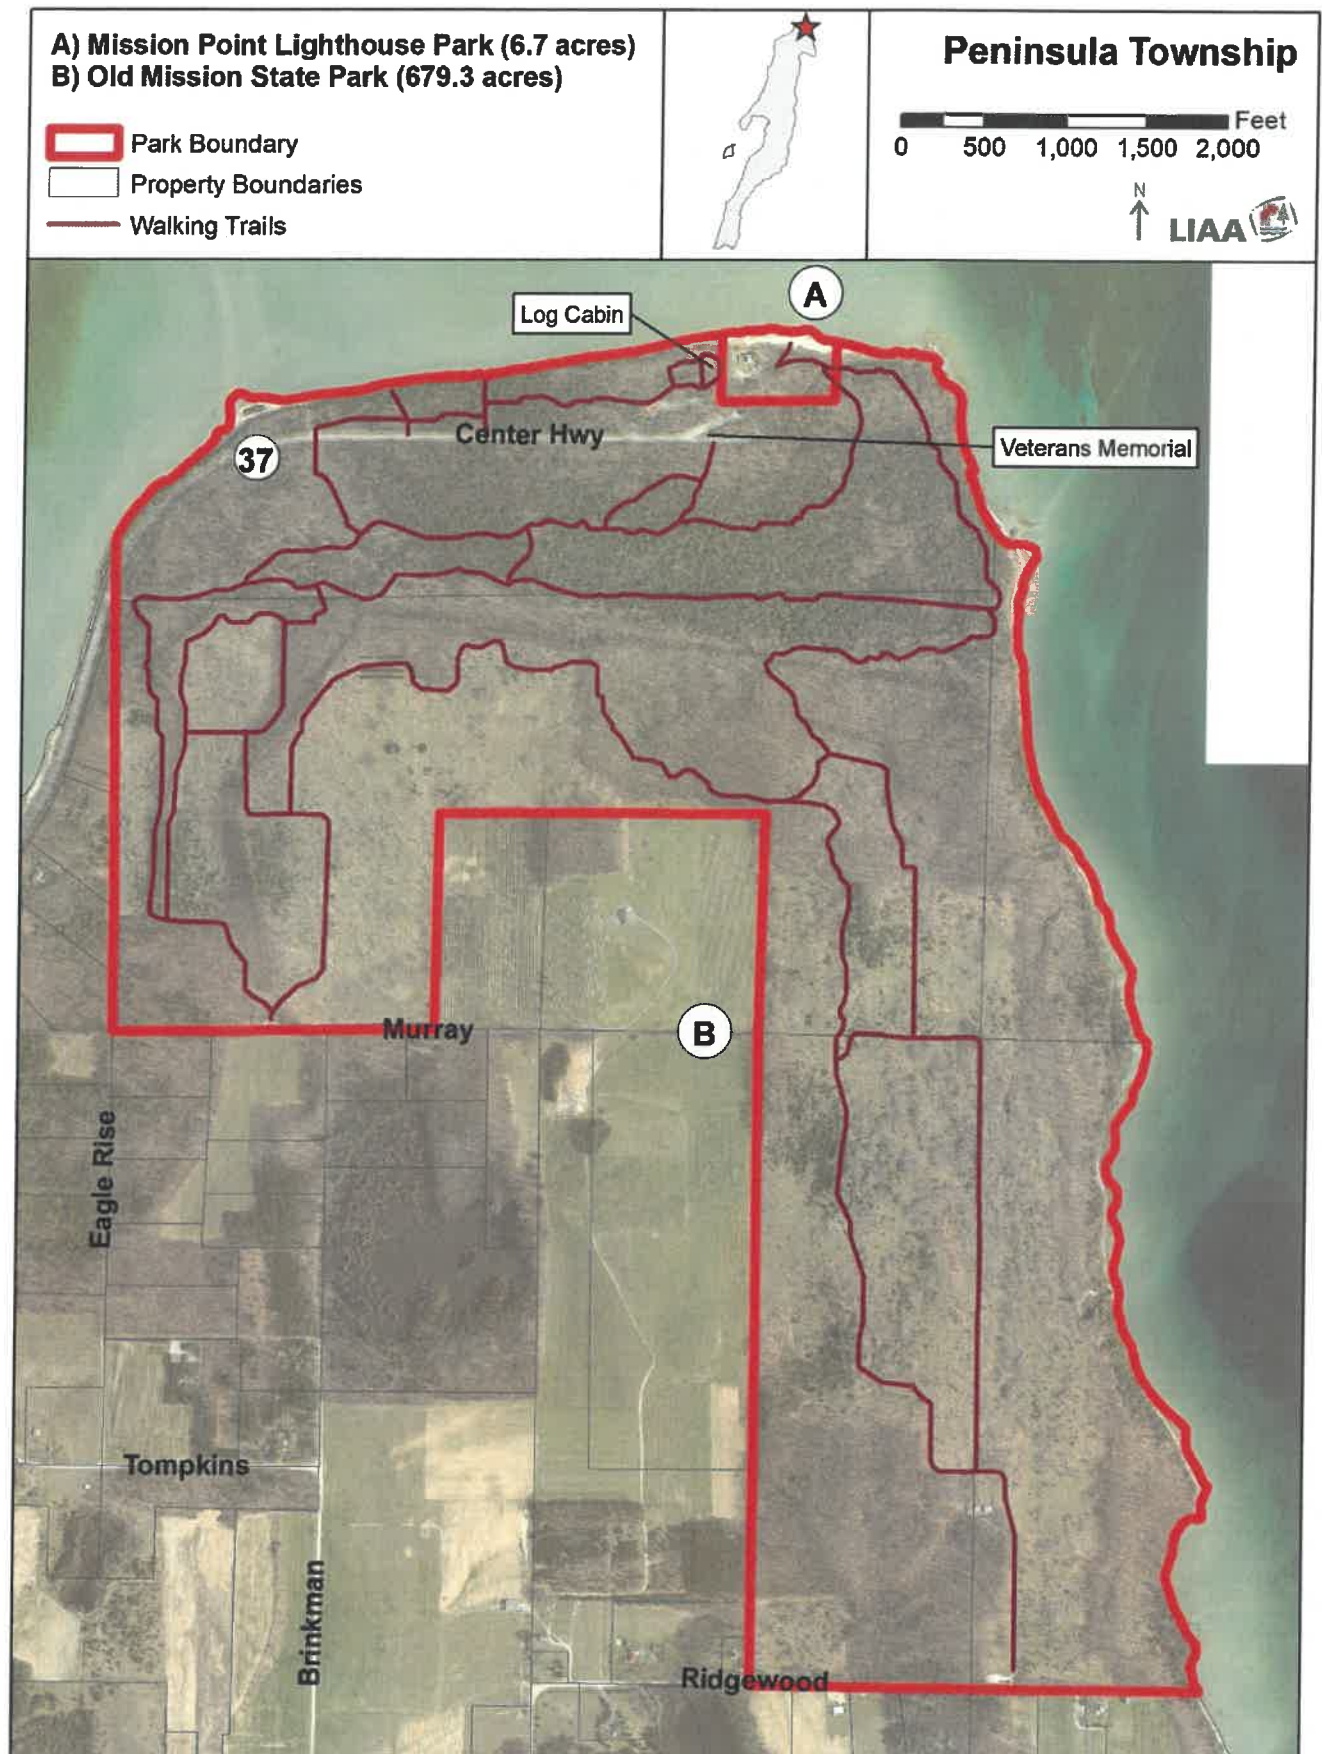 A) Mission Point Lighthouse Park (6.7 acres)
B) Old Mission State Park (679.3 acres)
Park Boundary
Property Boundaries
Walking Trails
Peninsula Township
Feet
0 500 1,000 1,500 2,000
N
LIAA
A
Log Cabin
Center Hwy
37
Veterans Memorial
Murray
B
Eagle Rise
Tompkins
Brinkman
Ridgewood